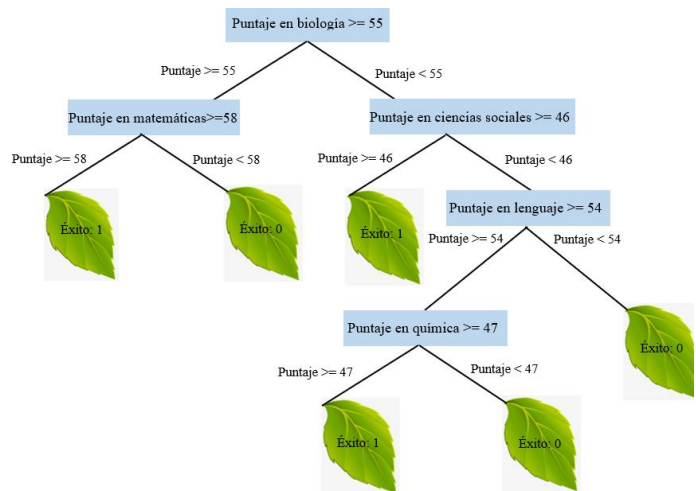 Puntaje en biología >= 55
Puntaje >= 55
Puntaje < 55
Puntaje en matemáticas>=58
Puntaje en ciencias sociales >= 46
Puntaje >= 58
Puntaje < 58
Puntaje >= 46
Puntaje < 46
Éxito: 1
Éxito: 0
Éxito: 1
Puntaje en lenguaje >= 54
Puntaje >= 54
Puntaje < 54
Puntaje en química >= 47
Éxito: 0
Puntaje >= 47
Puntaje < 47
Éxito: 1
Éxito: 0